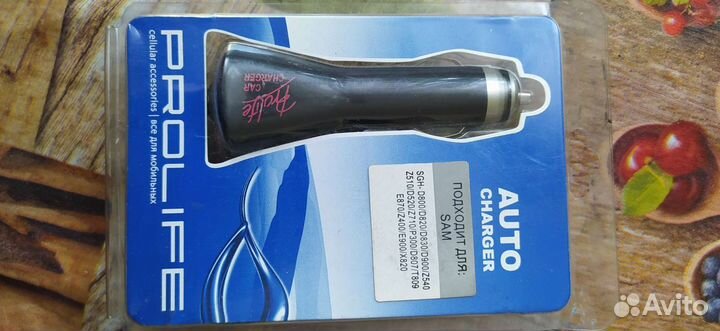 PROLIFE
cellular accessories | все для мобильных
Prolife
CAR
CHARGER
AUTO
CHARGER
ПОДХОДИТ ДЛЯ:
SAM
SGH- D800/D820/D830/D900/Z540
Z510/D520/Z710/P300/D807/T809
E870/Z400/E900/X820
Avito